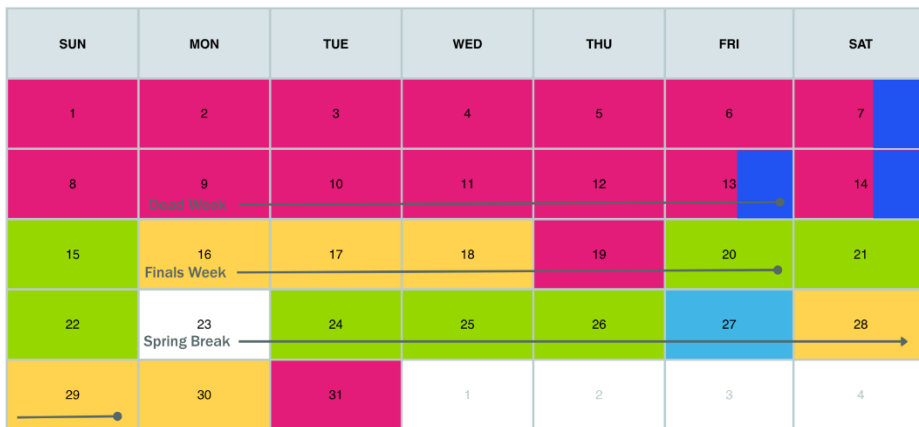 SUN MON TUE WED THU FRI SAT
1 2 3 4 5 6 7
8 9 10 11 12 13 14
Dead Week
15 16 17 18 19 20 21
Finals Week
22 23 24 25 26 27 28
Spring Break
29 30 31 1 2 3 4